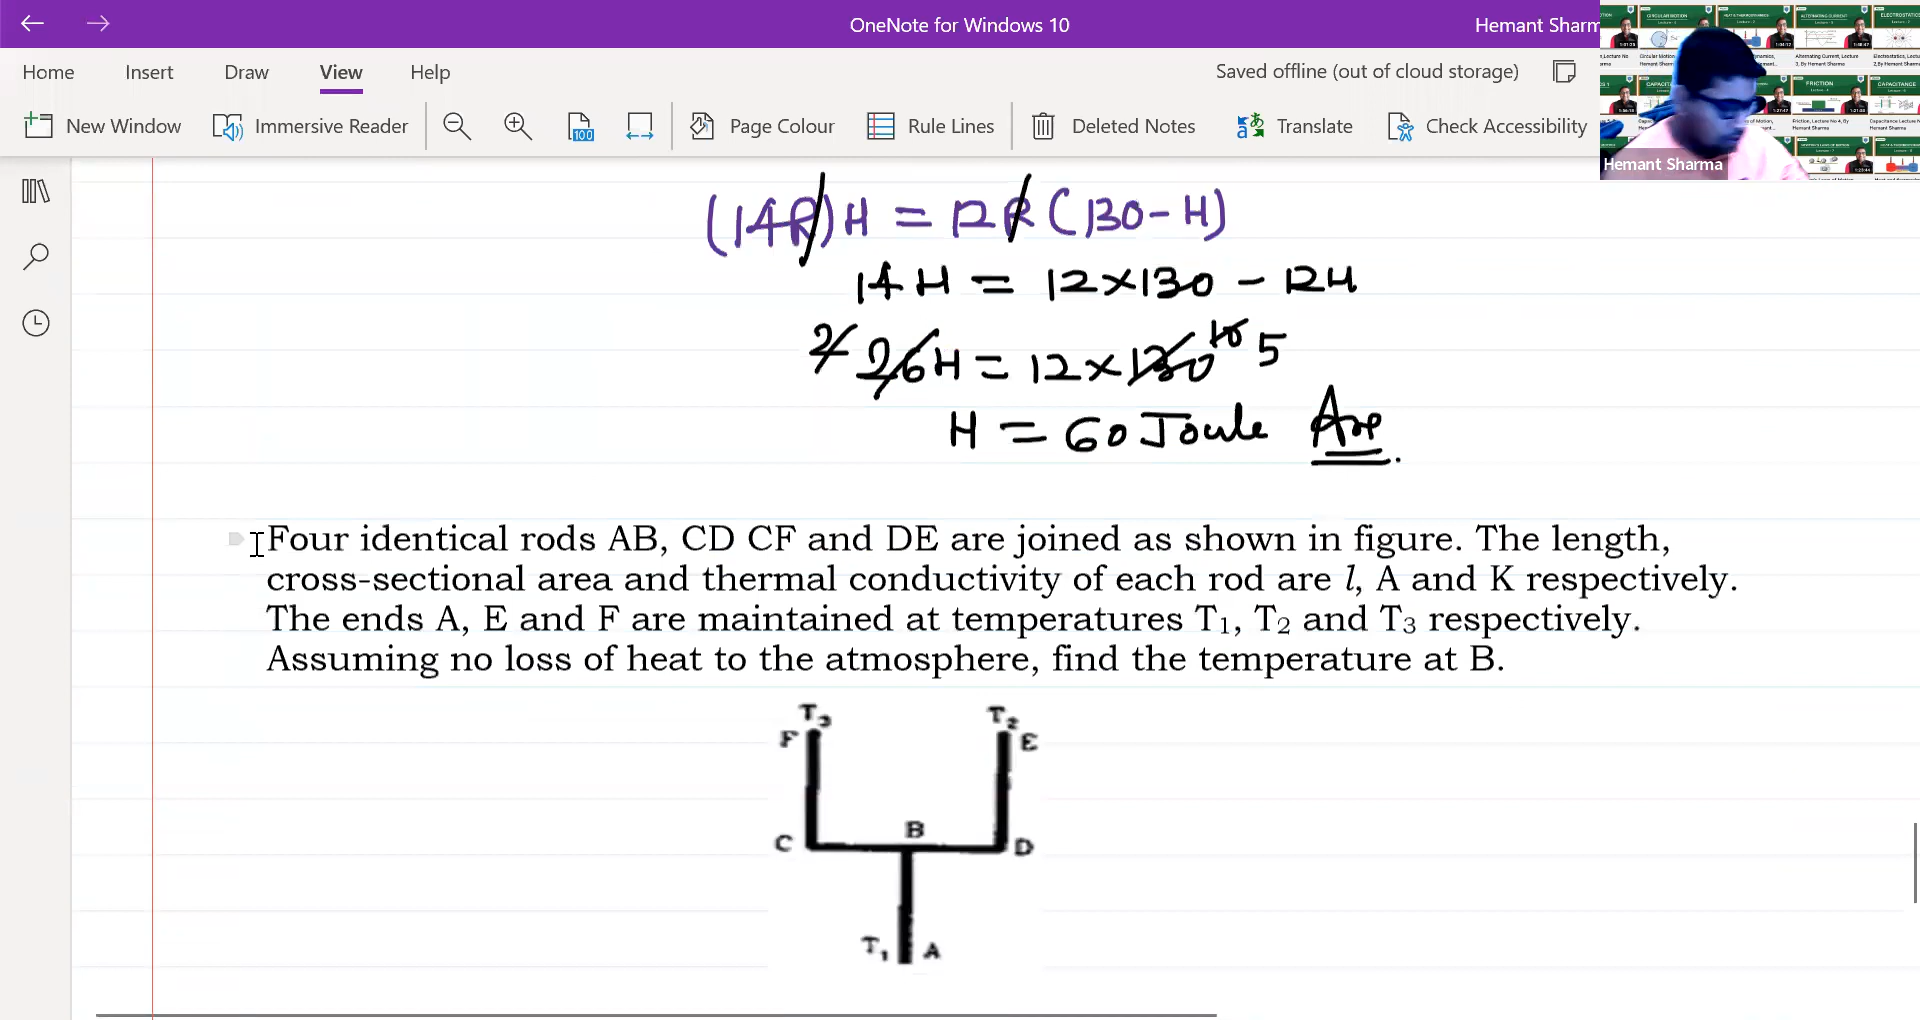 OneNote for Windows 10
Hemant Sharm
Home Insert Draw View Help
Saved offline (out of cloud storage)
New Window Immersive Reader 100 Page Colour Rule Lines Deleted Notes Translate Check Accessibility
Hemant Sharma
(14R)H = 12R(130-H)
14H = 12×130 - 12H
2 26H = 12×130 10 5
H = 60 Joule Ans.
Four identical rods AB, CD CF and DE are joined as shown in figure. The length,
cross-sectional area and thermal conductivity of each rod are l, A and K respectively.
The ends A, E and F are maintained at temperatures T₁, T₂ and T₃ respectively.
Assuming no loss of heat to the atmosphere, find the temperature at B.
T₃ T₂
F E
B
C D
T₁ A